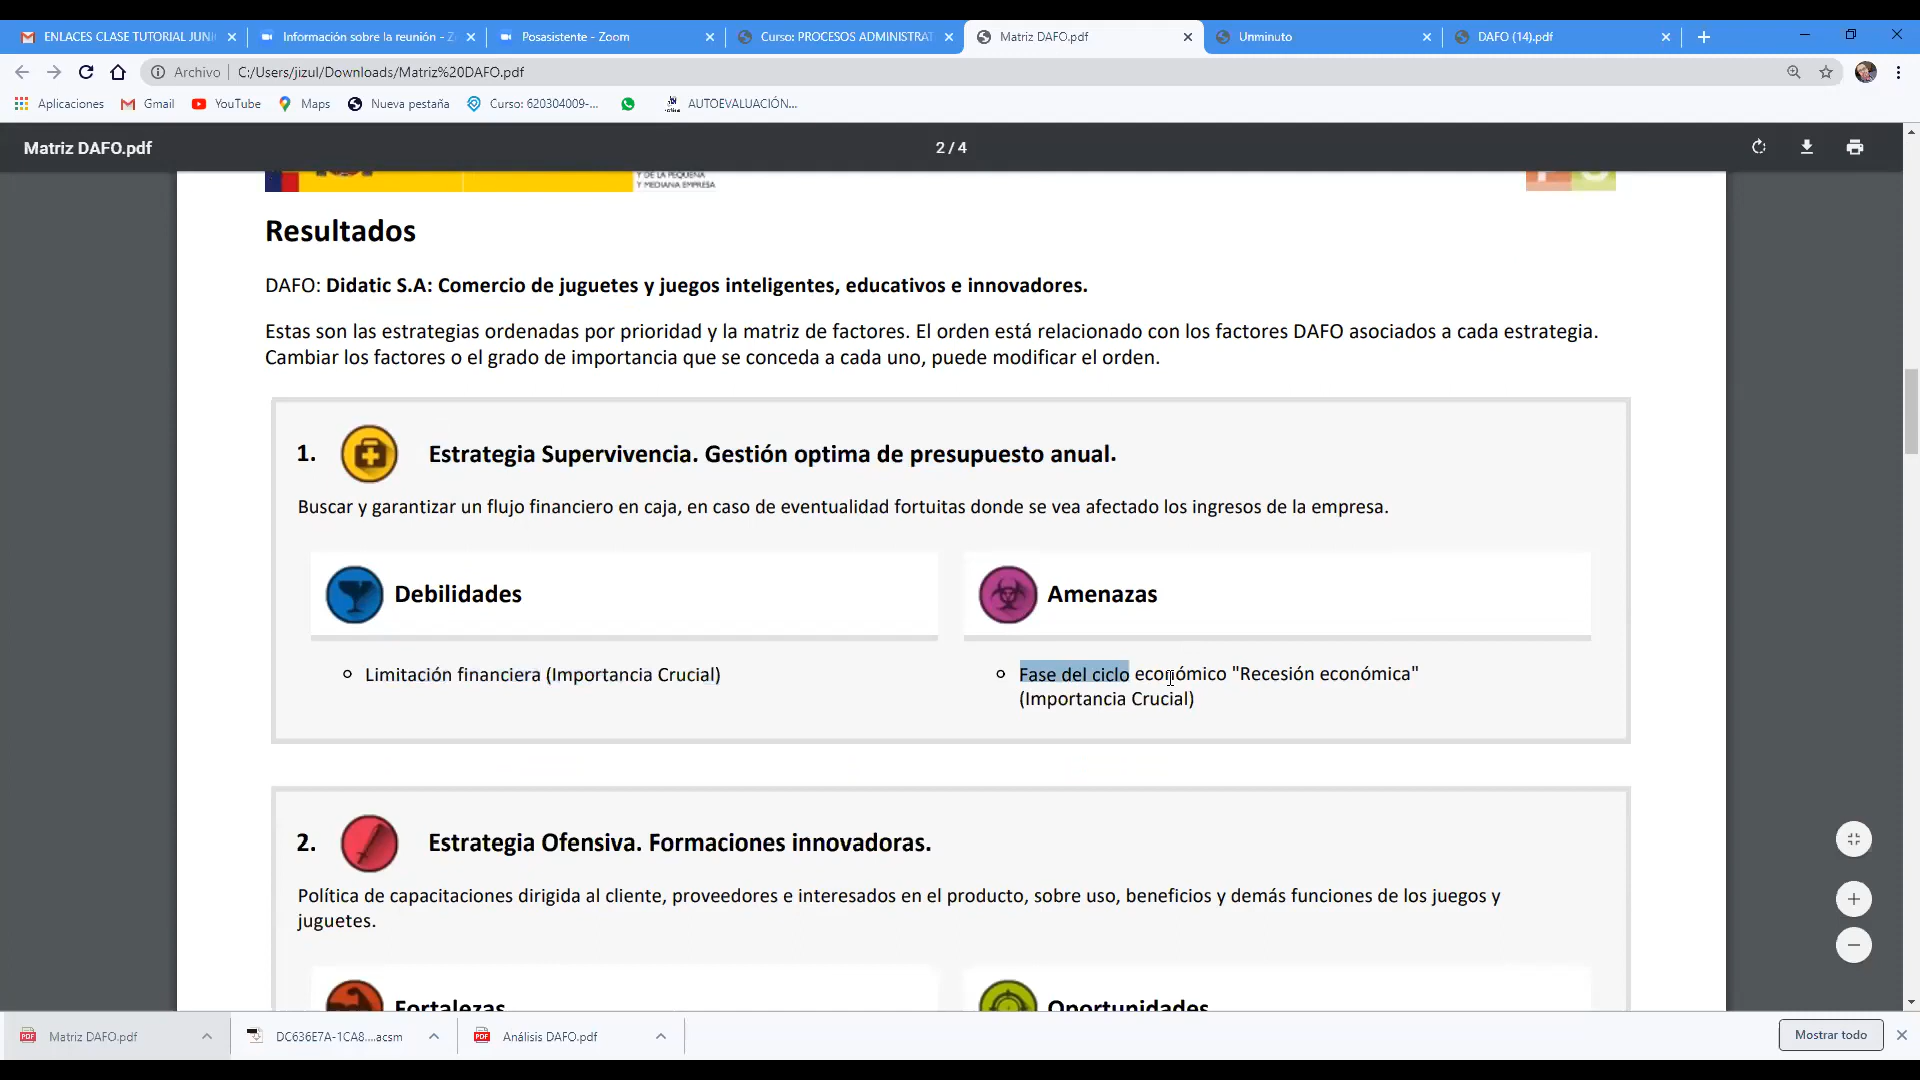 ENLACES CLASE TUTORIAL JUNI
Información sobre la reunión - Z
Posasistente - Zoom
Curso: PROCESOS ADMINISTRAT
Matriz DAFO.pdf
Unminuto
DAFO (14).pdf
Archivo
C:/Users/jizul/Downloads/Matriz%20DAFO.pdf
Aplicaciones
Gmail
YouTube
Maps
Nueva pestaña
Curso: 620304009-...
AUTOEVALUACIÓN...
Matriz DAFO.pdf
2 / 4
Y DE LA PEQUEÑA
Y MEDIANA EMPRESA
Resultados
DAFO: Didatic S.A: Comercio de juguetes y juegos inteligentes, educativos e innovadores.
Estas son las estrategias ordenadas por prioridad y la matriz de factores. El orden está relacionado con los factores DAFO asociados a cada estrategia.
Cambiar los factores o el grado de importancia que se conceda a cada uno, puede modificar el orden.
1. Estrategia Supervivencia. Gestión optima de presupuesto anual.
Buscar y garantizar un flujo financiero en caja, en caso de eventualidad fortuitas donde se vea afectado los ingresos de la empresa.
Debilidades
Amenazas
Limitación financiera (Importancia Crucial)
Fase del ciclo económico "Recesión económica"
(Importancia Crucial)
2. Estrategia Ofensiva. Formaciones innovadoras.
Política de capacitaciones dirigida al cliente, proveedores e interesados en el producto, sobre uso, beneficios y demás funciones de los juegos y
juguetes.
Fortalezas
Oportunidades
Matriz DAFO.pdf
DC636E7A-1CA8....acsm
Análisis DAFO.pdf
Mostrar todo